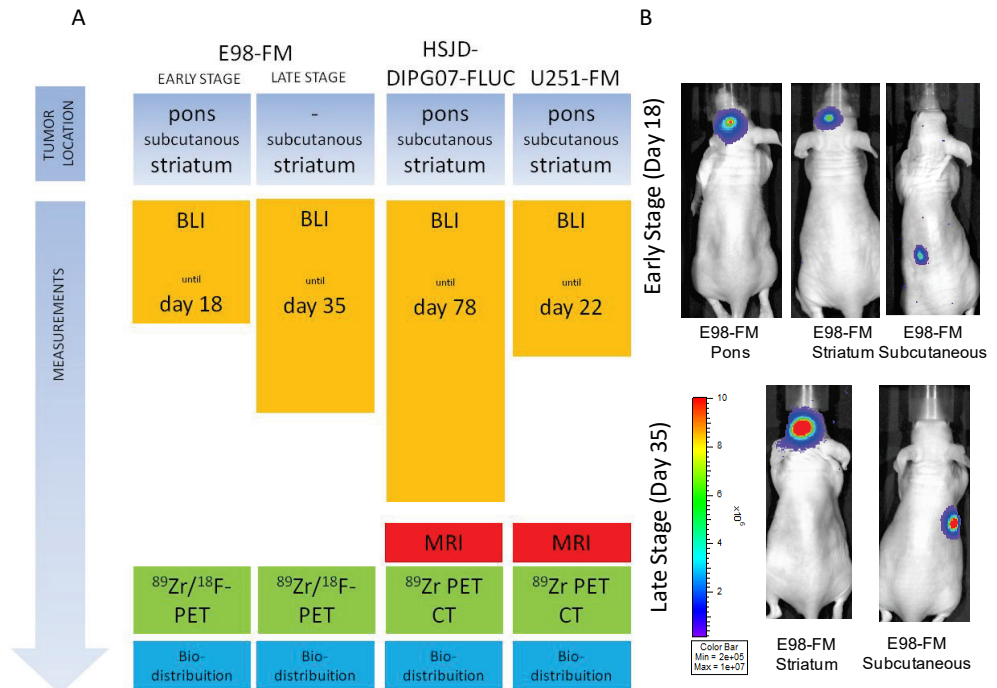 A
E98-FM
EARLY STAGE
LATE STAGE
HSJD-
DIPG07-FLUC
U251-FM
TUMOR
LOCATION
pons
subcutanous
striatum
-
subcutanous
striatum
pons
subcutanous
striatum
pons
subcutanous
striatum
MEASUREMENTS
BLI
until
day 18
BLI
until
day 35
BLI
until
day 78
BLI
until
day 22
MRI
MRI
⁸⁹Zr/¹⁸F-
PET
⁸⁹Zr/¹⁸F-
PET
⁸⁹Zr PET
CT
⁸⁹Zr PET
CT
Bio-
distribution
Bio-
distribution
Bio-
distribution
Bio-
distribution
B
Early Stage (Day 18)
E98-FM
Pons
E98-FM
Striatum
E98-FM
Subcutaneous
Late Stage (Day 35)
10
8
6
4
2
×10⁶
Color Bar
Min = 2e+05
Max = 1e+07
E98-FM
Striatum
E98-FM
Subcutaneous